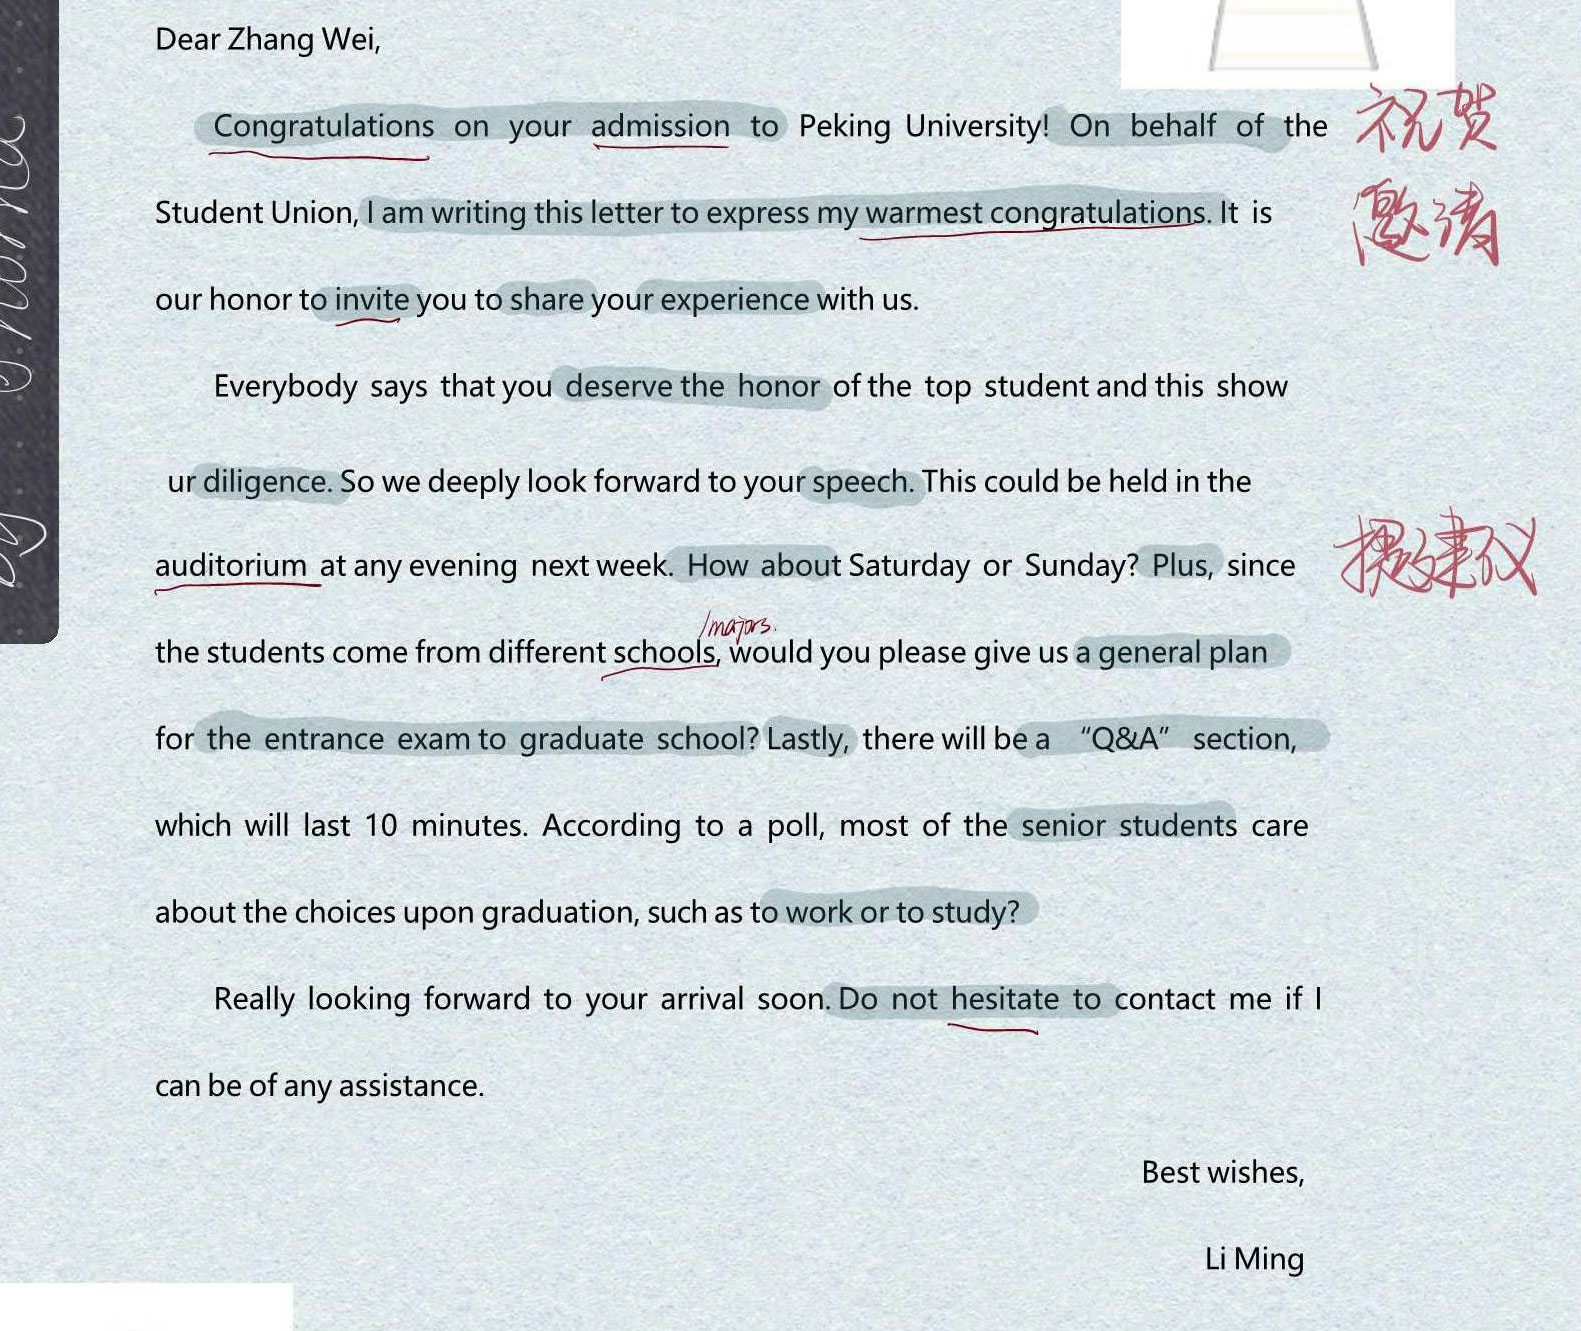 Dear Zhang Wei,
Congratulations on your admission to Peking University! On behalf of the 祝贺
Student Union, I am writing this letter to express my warmest congratulations. It is 邀请
our honor to invite you to share your experience with us.
Everybody says that you deserve the honor of the top student and this show
ur diligence. So we deeply look forward to your speech. This could be held in the
auditorium at any evening next week. How about Saturday or Sunday? Plus, since 提建议
/majors.
the students come from different schools, would you please give us a general plan
for the entrance exam to graduate school? Lastly, there will be a “Q&A” section,
which will last 10 minutes. According to a poll, most of the senior students care
about the choices upon graduation, such as to work or to study?
Really looking forward to your arrival soon. Do not hesitate to contact me if I
can be of any assistance.
Best wishes,
Li Ming
by